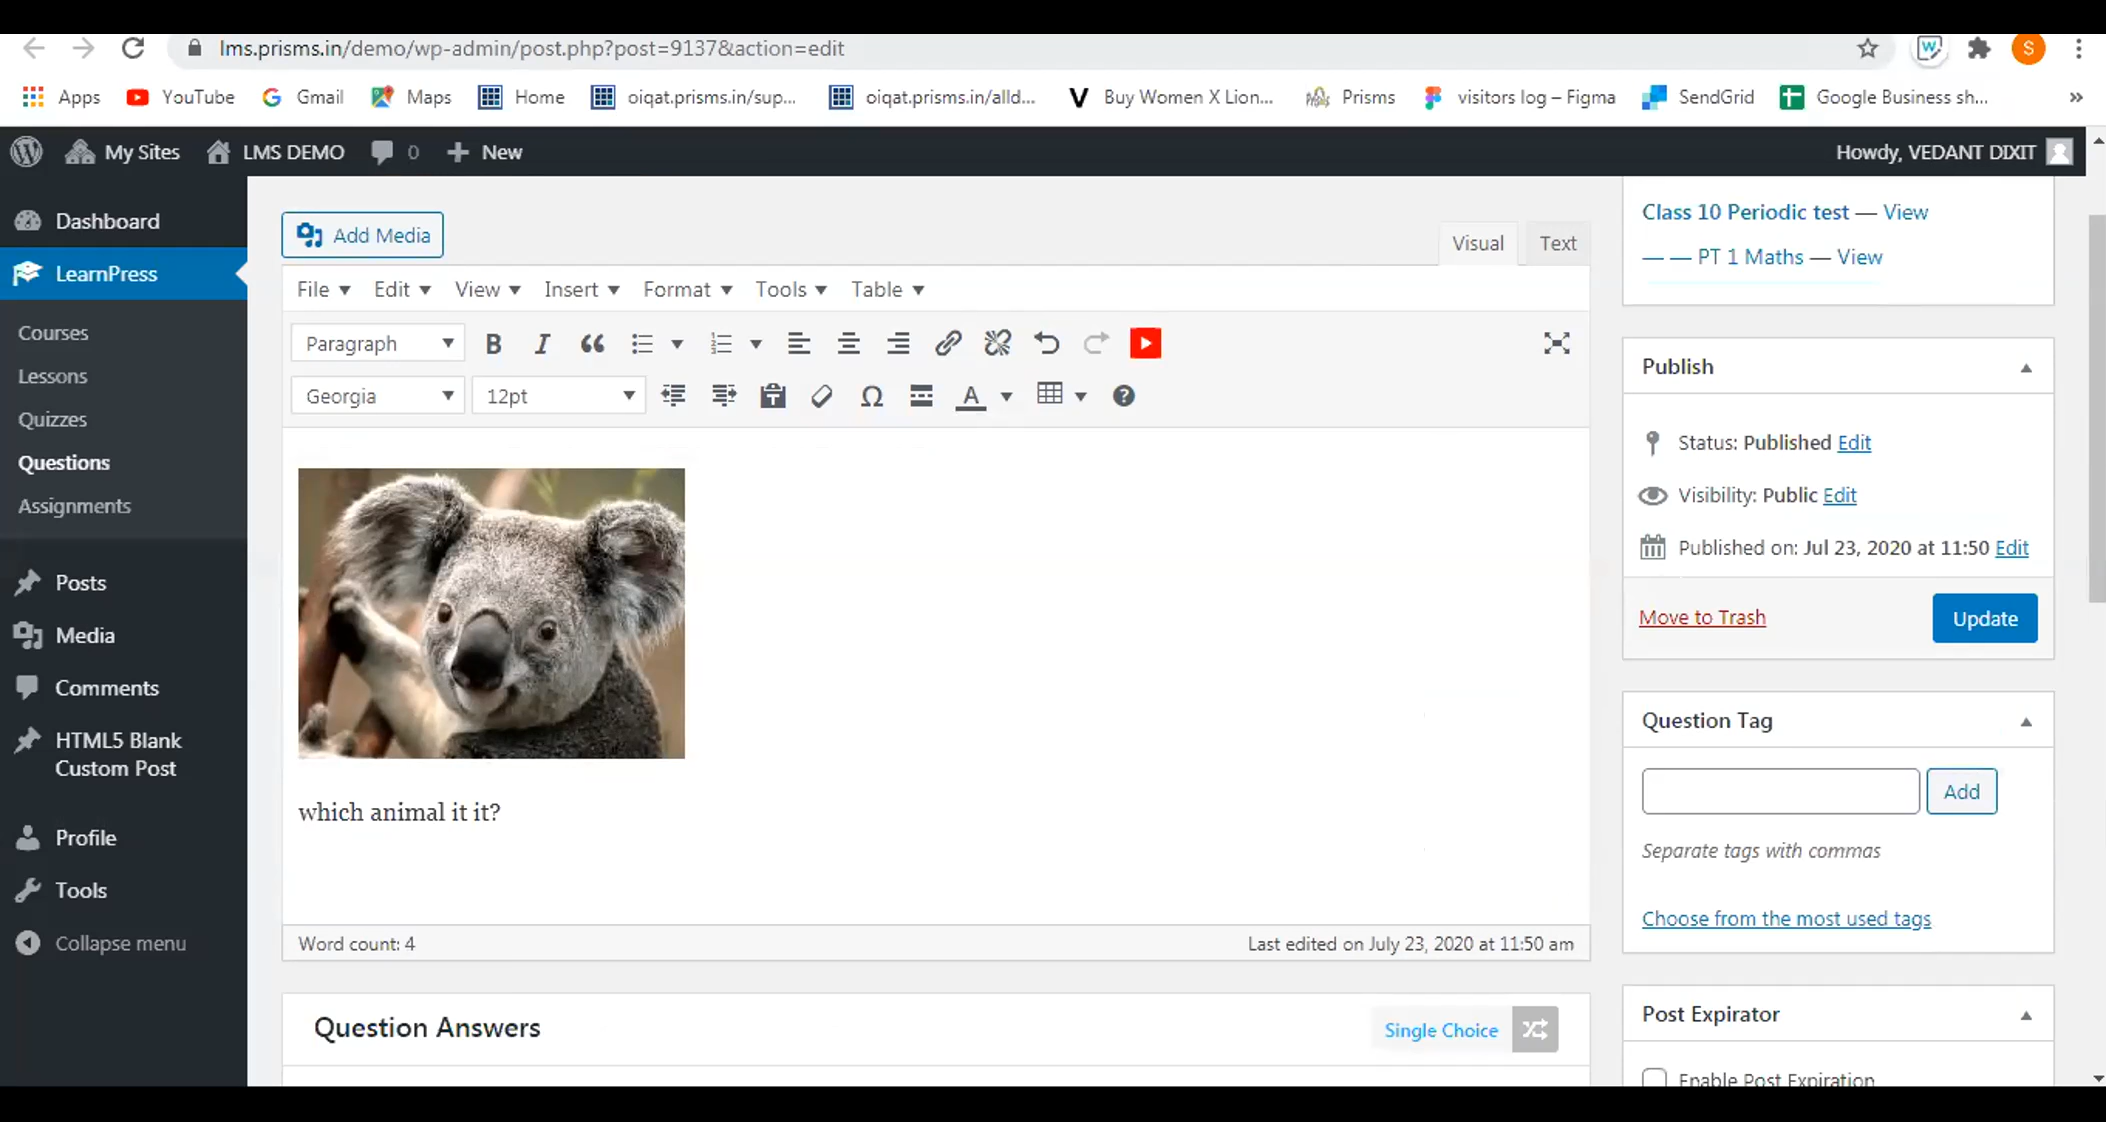 lms.prisms.in/demo/wp-admin/post.php?post=9137&action=edit
S
Apps YouTube Gmail Maps Home oiqat.prisms.in/sup... oiqat.prisms.in/alld... Buy Women X Lion... Prisms visitors log – Figma SendGrid Google Business sh... »
My Sites LMS DEMO 0 New Howdy, VEDANT DIXIT
Dashboard
LearnPress
Courses
Lessons
Quizzes
Questions
Assignments
Posts
Media
Comments
HTML5 Blank
Custom Post
Profile
Tools
Collapse menu
Add Media
Visual Text
File Edit View Insert Format Tools Table
Paragraph B I
Georgia 12pt Ω A
which animal it it?
Word count: 4 Last edited on July 23, 2020 at 11:50 am
Question Answers
Single Choice
Class 10 Periodic test — View
— — PT 1 Maths — View
Publish
Status: Published Edit
Visibility: Public Edit
Published on: Jul 23, 2020 at 11:50 Edit
Move to Trash Update
Question Tag
Add
Separate tags with commas
Choose from the most used tags
Post Expirator
Enable Post Expiration